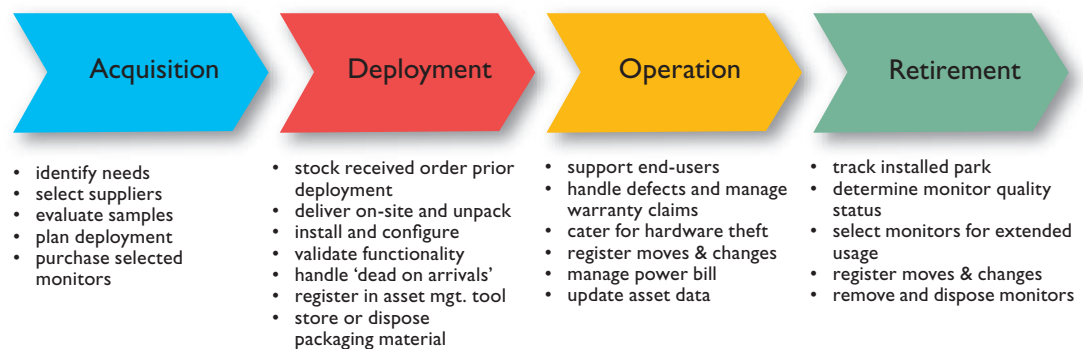 Acquisition
• identify needs
• select suppliers
• evaluate samples
• plan deployment
• purchase selected
monitors
Deployment
• stock received order prior
deployment
• deliver on-site and unpack
• install and configure
• validate functionality
• handle ‘dead on arrivals’
• register in asset mgt. tool
• store or dispose
packaging material
Operation
• support end-users
• handle defects and manage
warranty claims
• cater for hardware theft
• register moves & changes
• manage power bill
• update asset data
Retirement
• track installed park
• determine monitor quality
status
• select monitors for extended
usage
• register moves & changes
• remove and dispose monitors